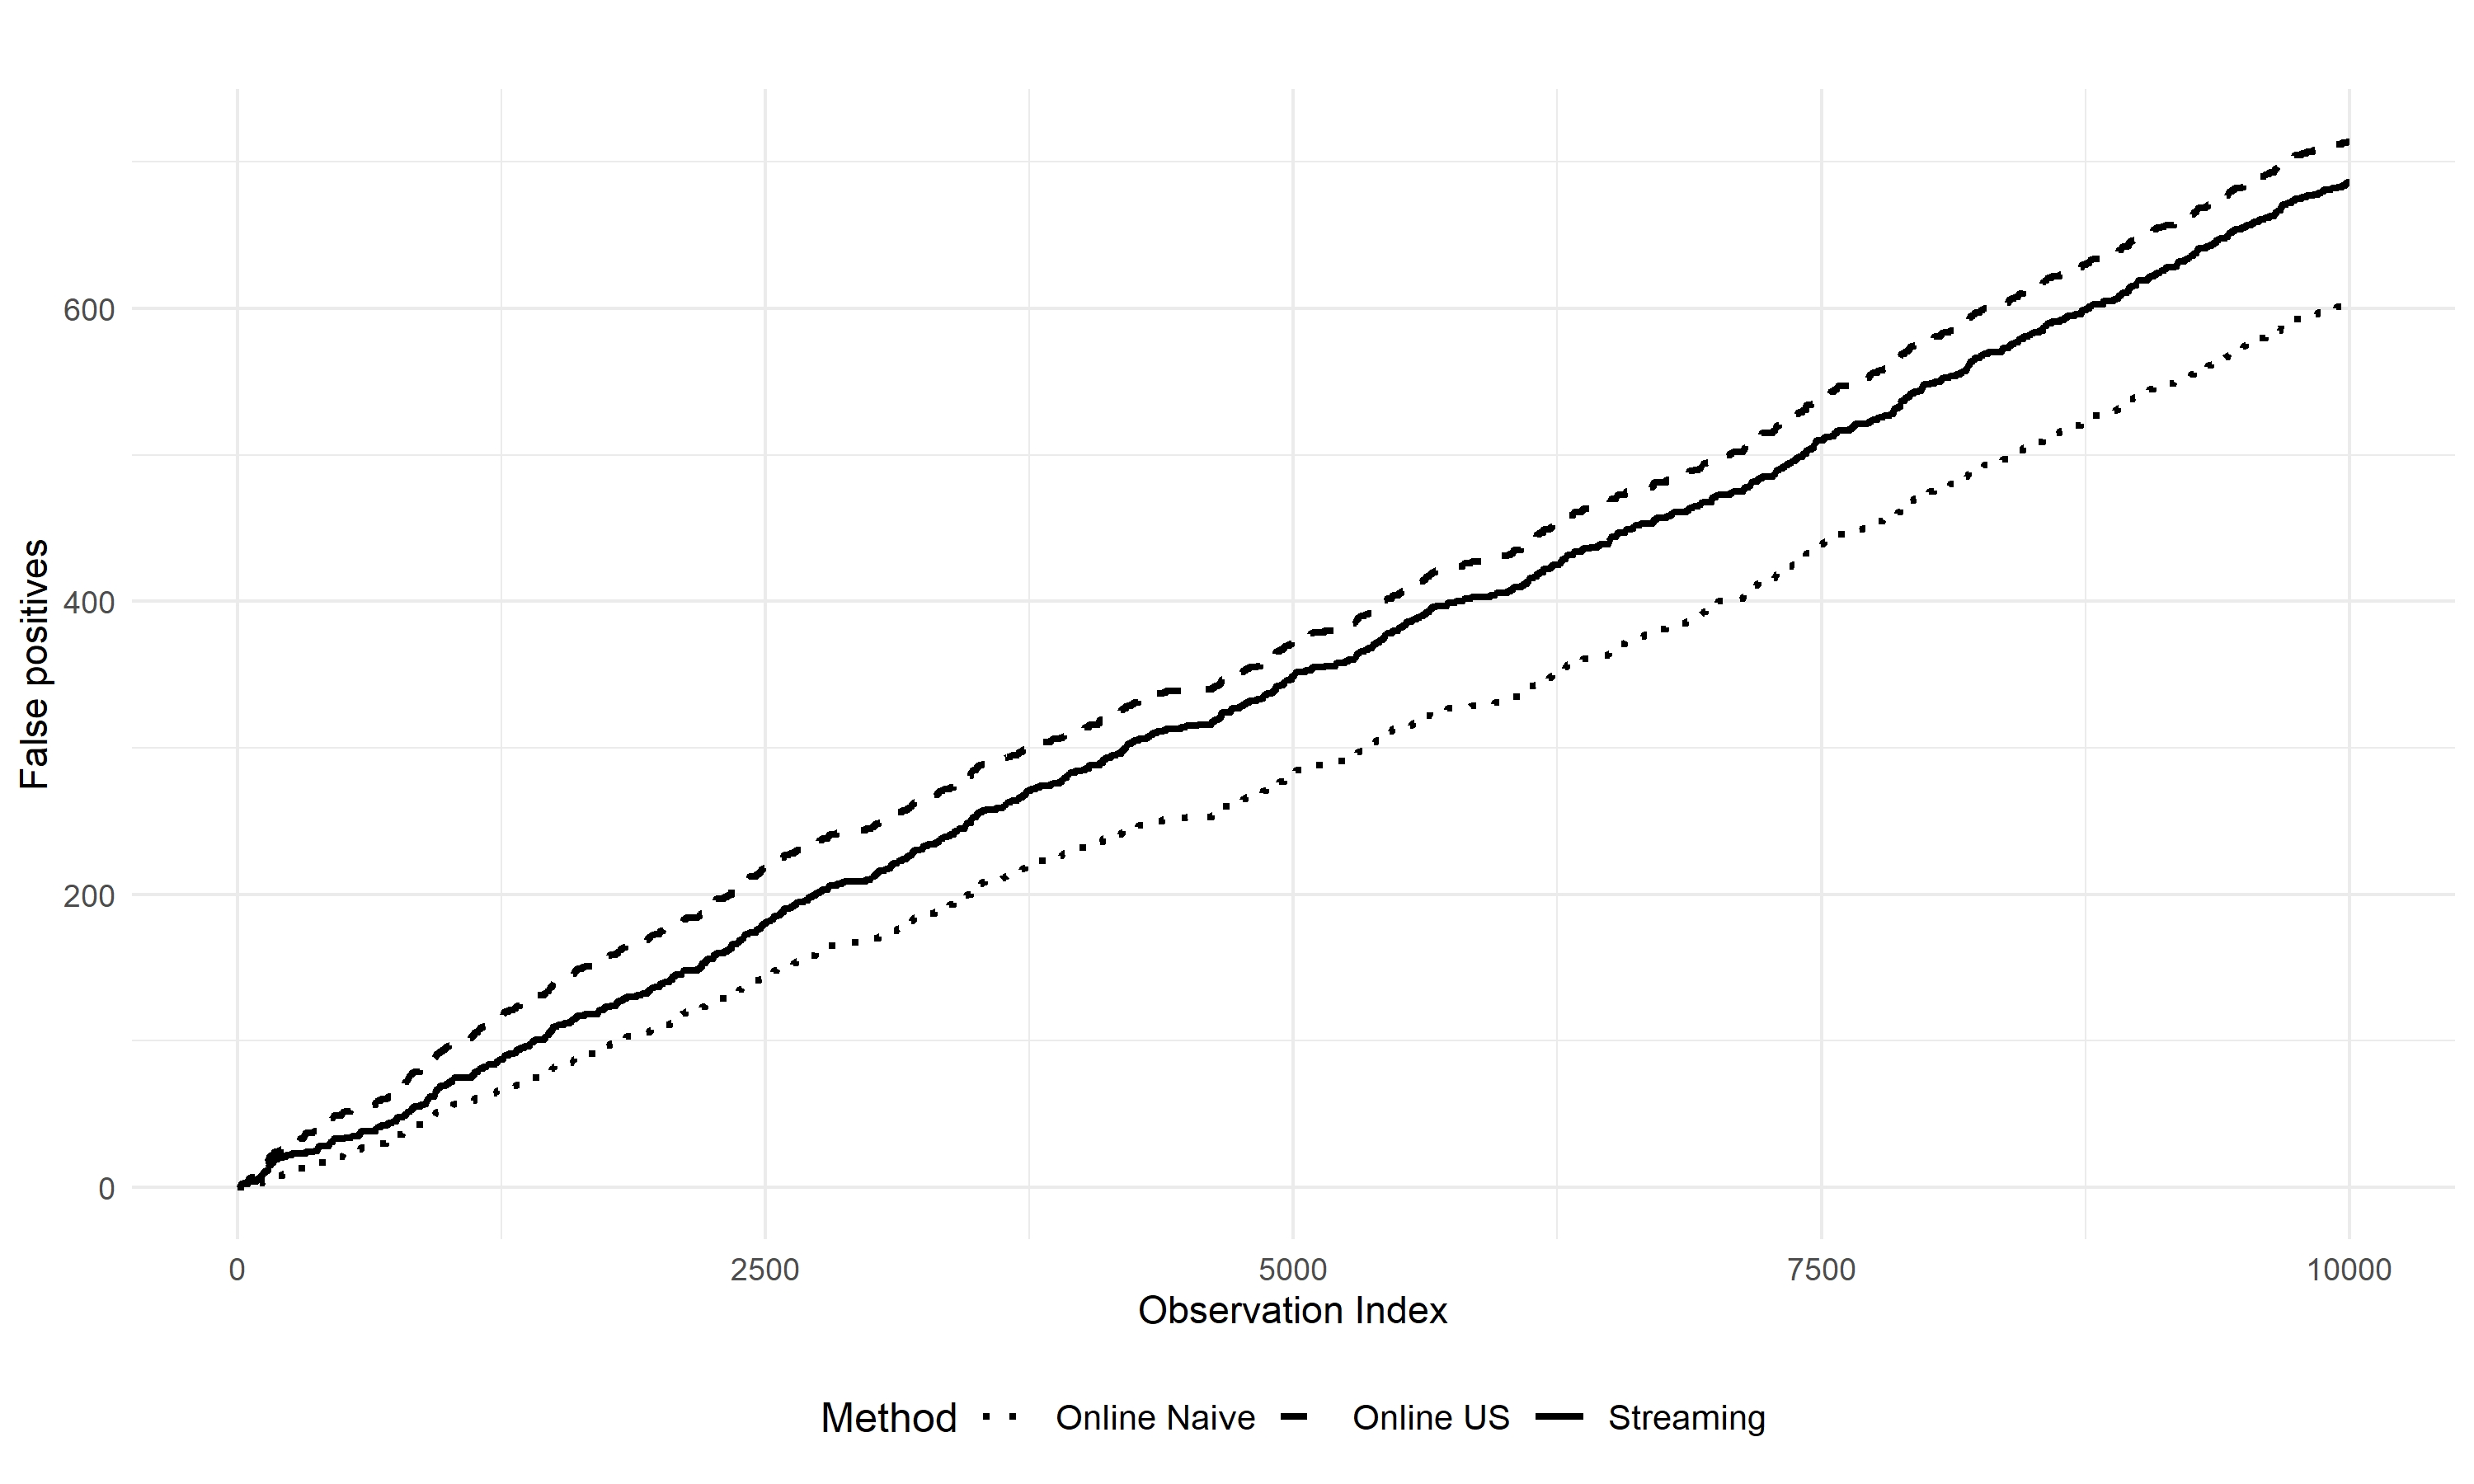 False positives
600
400
200
0
0 2500 5000 7500 10000
Observation Index
Method Online Naive Online US Streaming